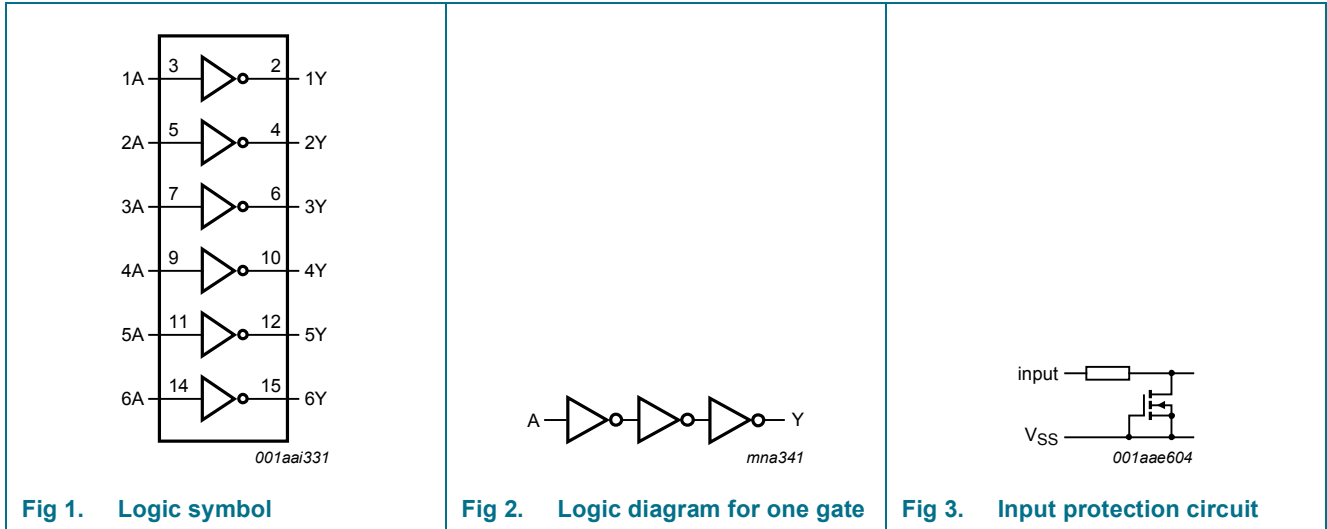 1A 3 2 1Y
2A 5 4 2Y
3A 7 6 3Y
4A 9 10 4Y
5A 11 12 5Y
6A 14 15 6Y
001aai331
Fig 1. Logic symbol
A Y
mna341
Fig 2. Logic diagram for one gate
input
VSS
001aae604
Fig 3. Input protection circuit